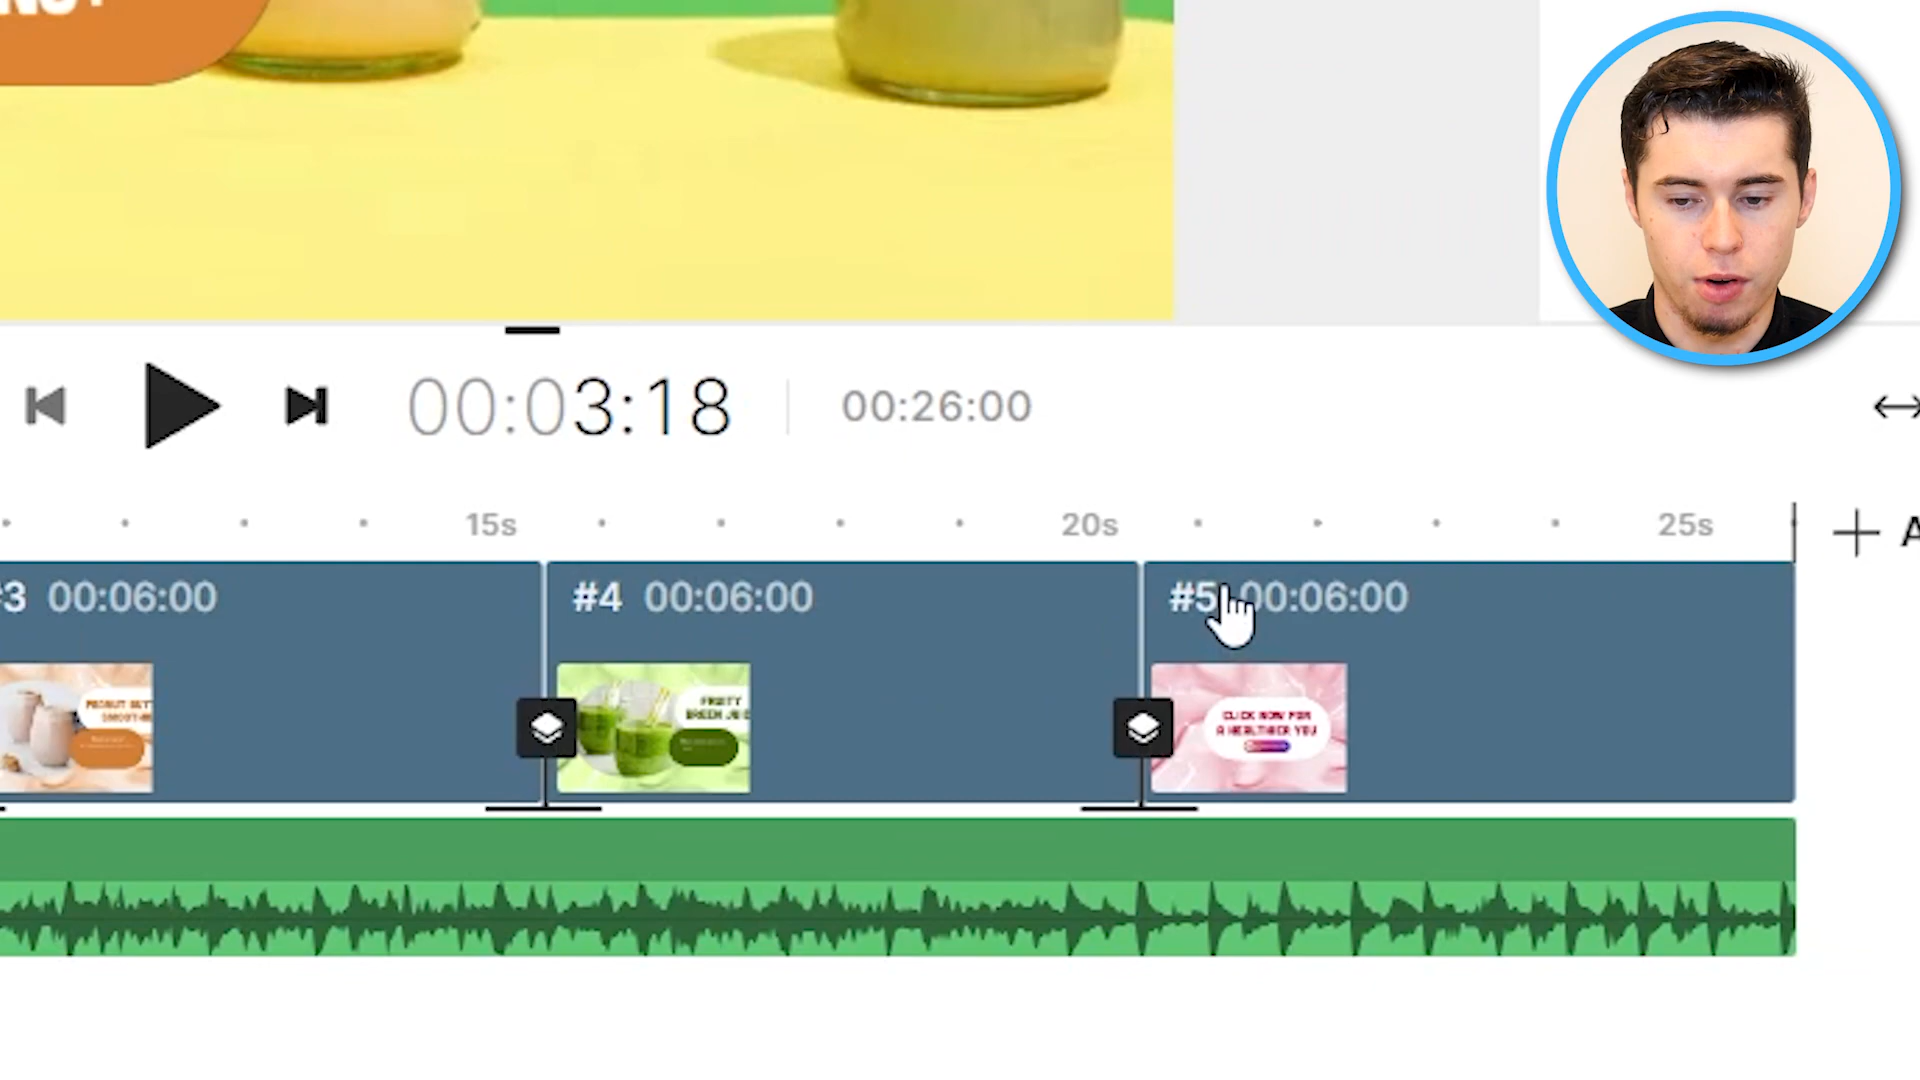 00:03:18 00:26:00
15s 20s 25s A
#3 00:06:00 #4 00:06:00 #5 00:06:00
CLICK NOW FOR
A HEALTHIER YOU
FRUITY